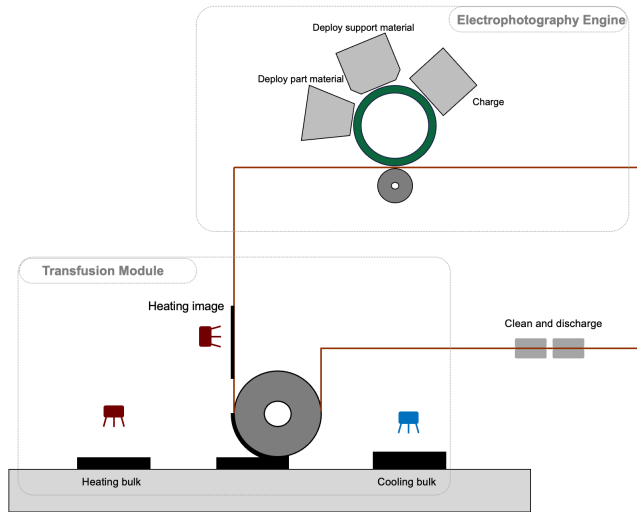 Electrophotography Engine
Deploy support material
Deploy part material
Charge
Transfusion Module
Heating image
Clean and discharge
Heating bulk
Cooling bulk